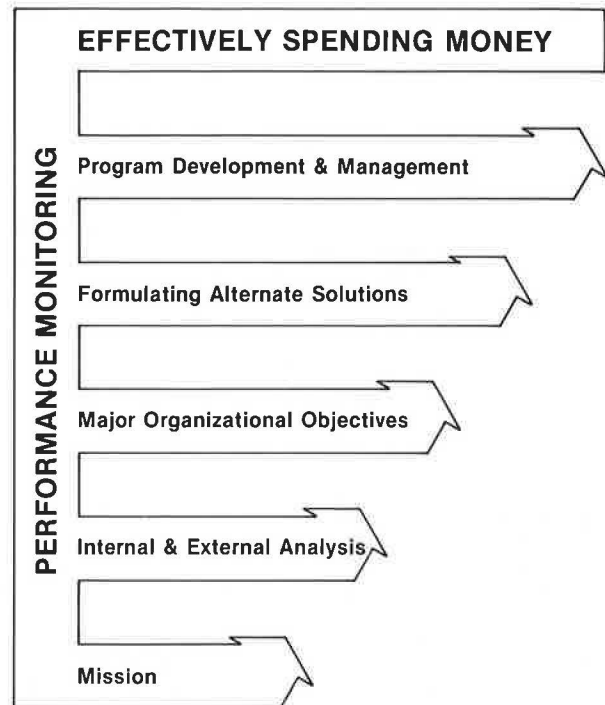 EFFECTIVELY SPENDING MONEY
PERFORMANCE MONITORING
Program Development & Management
Formulating Alternate Solutions
Major Organizational Objectives
Internal & External Analysis
Mission